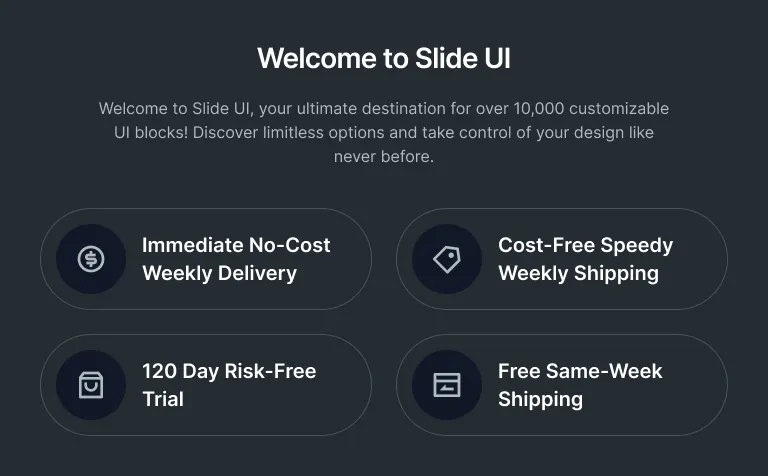 Welcome to Slide UI
Welcome to Slide UI, your ultimate destination for over 10,000 customizable
UI blocks! Discover limitless options and take control of your design like
never before.
Immediate No-Cost
Weekly Delivery
Cost-Free Speedy
Weekly Shipping
120 Day Risk-Free
Trial
Free Same-Week
Shipping